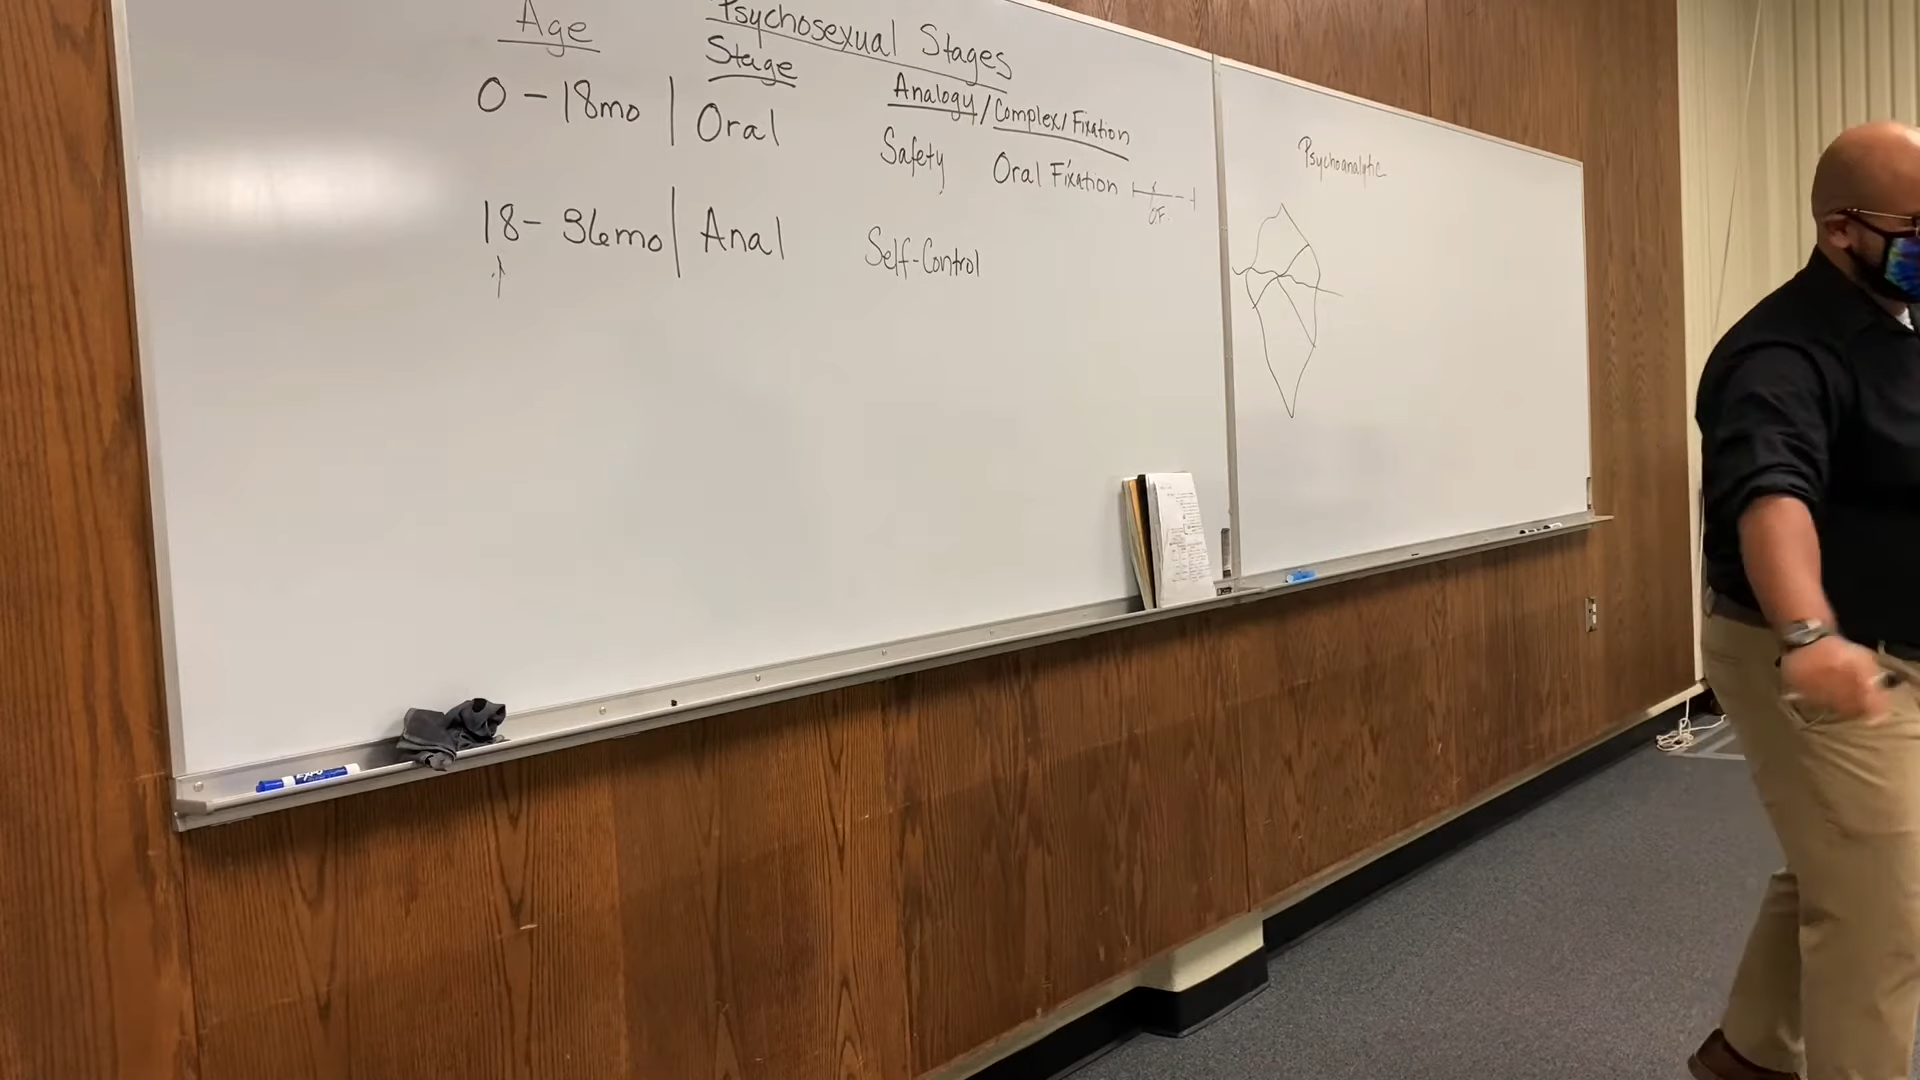 Psychosexual Stages
Age
Stage
Analogy/Complex/Fixation
0-18mo | Oral
Safety
Oral Fixation
OF
18-36mo | Anal
Self-Control
Psychoanalytic
EXPO